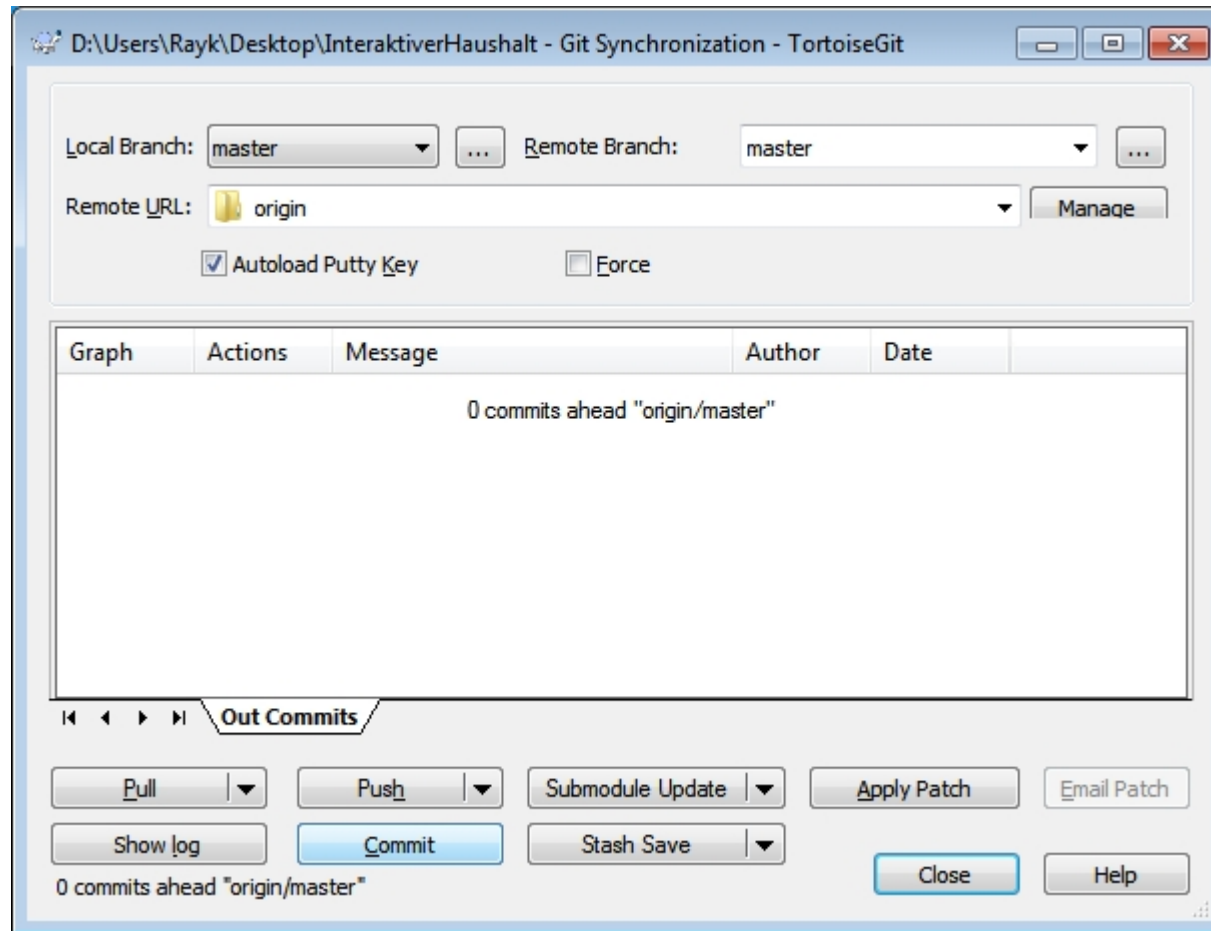 D:\Users\Rayk\Desktop\InteraktiverHaushalt - Git Synchronization - TortoiseGit
Local Branch: master ... Remote Branch: master ...
Remote URL: origin Manage
Autoload Putty Key Force
Graph Actions Message Author Date
0 commits ahead "origin/master"
Out Commits
Pull Push Submodule Update Apply Patch Email Patch
Show log Commit Stash Save
Close Help
0 commits ahead "origin/master"